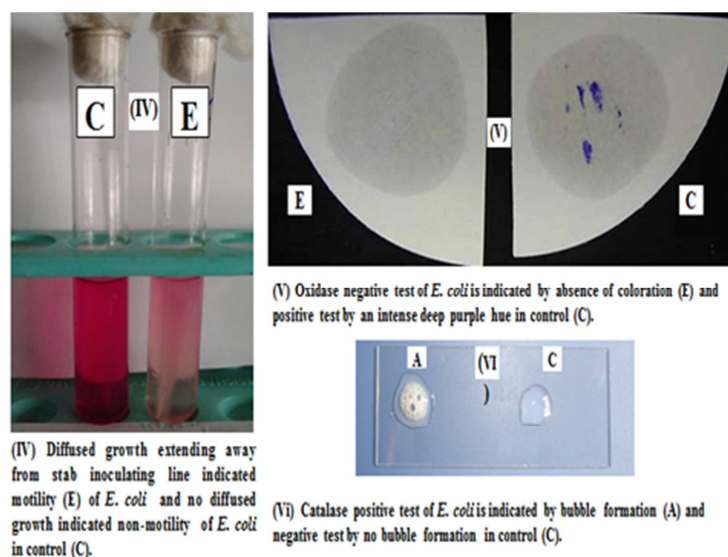 C
(IV)
E
(IV) Diffused growth extending away
from stab inoculating line indicated
motility (E) of E. coli and no diffused
growth indicated non-motility of E. coli
in control (C).
E
(V)
C
(V) Oxidase negative test of E. coli is indicated by absence of coloration (E) and
positive test by an intense deep purple hue in control (C).
A
(VI
)
C
(Vi) Catalase positive test of E. coli is indicated by bubble formation (A) and
negative test by no bubble formation in control (C).